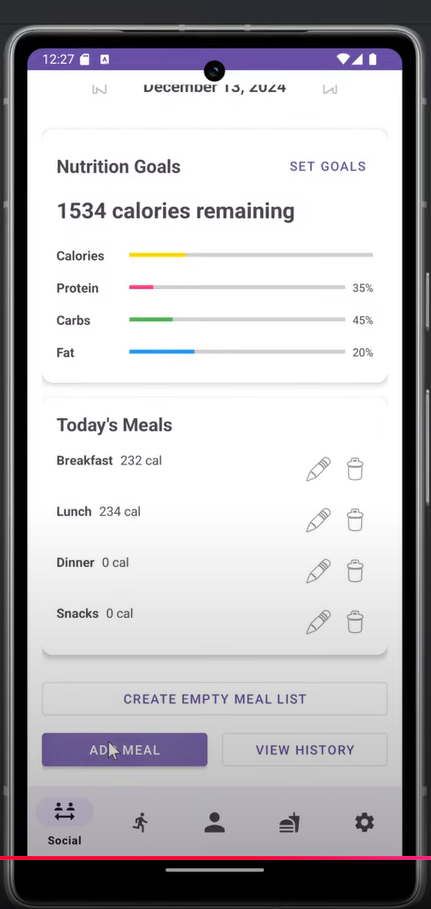 12:27
December 13, 2024
Nutrition Goals SET GOALS
1534 calories remaining
Calories
Protein 35%
Carbs 45%
Fat 20%
Today's Meals
Breakfast 232 cal
Lunch 234 cal
Dinner 0 cal
Snacks 0 cal
CREATE EMPTY MEAL LIST
ADD MEAL VIEW HISTORY
Social